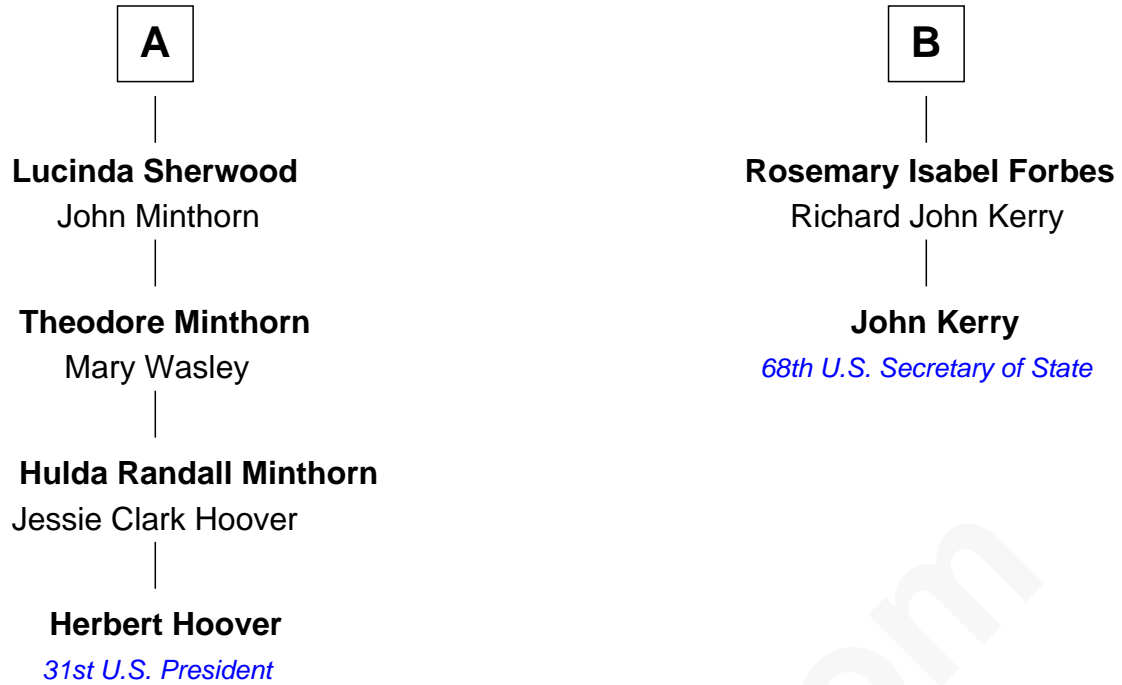 A
Lucinda Sherwood
John Minthorn
Theodore Minthorn
Mary Wasley
Hulda Randall Minthorn
Jessie Clark Hoover
Herbert Hoover
31st U.S. President
B
Rosemary Isabel Forbes
Richard John Kerry
John Kerry
68th U.S. Secretary of State
om